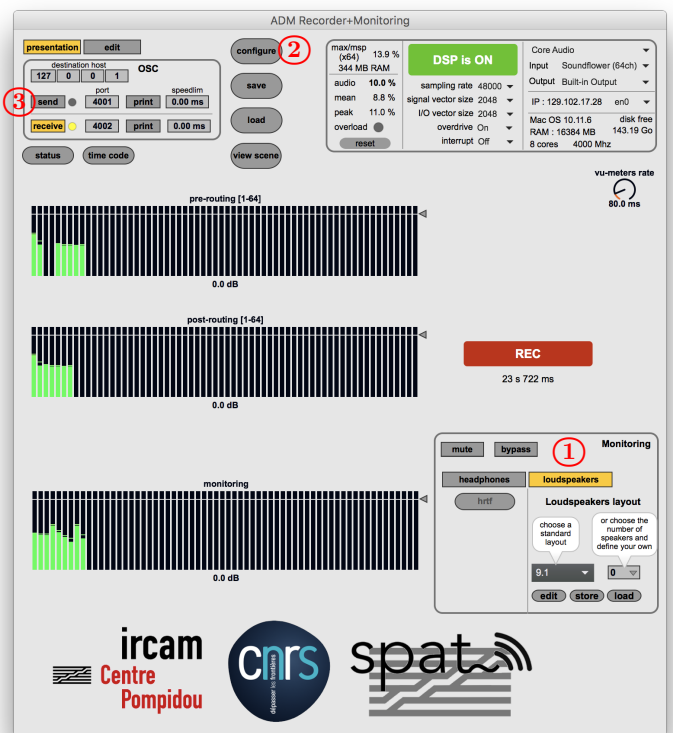 ADM Recorder+Monitoring
presentation edit
destination host
OSC
127 0 0 1
port speedlim
3 send 4001 print 0.00 ms
receive 4002 print 0.00 ms
status time code
configure 2
save
load
view scene
max/msp
(x64) 13.9 %
344 MB RAM
audio 10.0 %
mean 8.8 %
peak 11.0 %
overload
reset
DSP is ON
sampling rate 48000
signal vector size 2048
I/O vector size 2048
overdrive On
interrupt Off
Core Audio
Input Soundflower (64ch)
Output Built-in Output
IP : 129.102.17.28 en0
Mac OS 10.11.6 disk free
RAM : 16384 MB 143.19 Go
8 cores 4000 Mhz
vu-meters rate
80.0 ms
pre-routing [1-64]
0.0 dB
post-routing [1-64]
0.0 dB
REC
23 s 722 ms
monitoring
0.0 dB
mute bypass 1 Monitoring
headphones loudspeakers
hrtf
Loudspeakers layout
choose a
standard
layout
or choose the
number of
speakers and
define your own
9.1 0
edit store load
ircam
Centre
Pompidou
cnrs
dépasser les frontières
spat